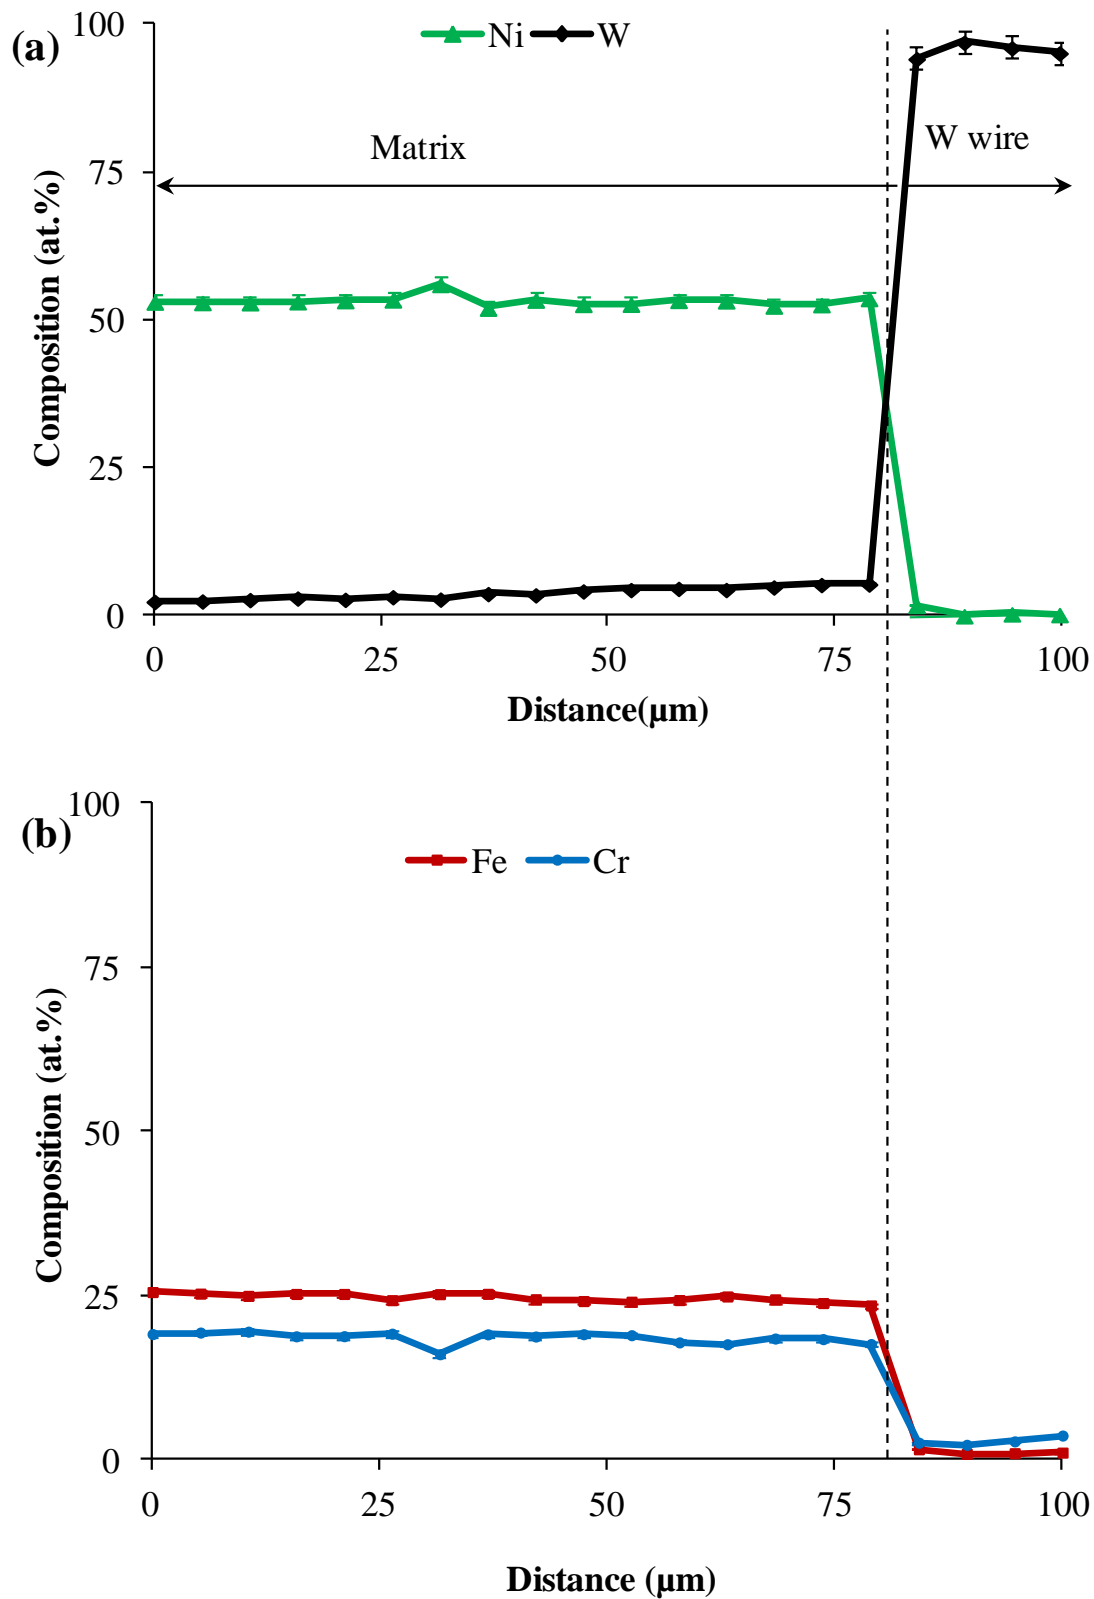 (a)
Ni W
100
75
50
25
0
Composition (at.%)
Matrix
W wire
0 25 50 75 100
Distance(µm)
(b)
Fe Cr
100
75
50
25
0
Composition (at.%)
0 25 50 75 100
Distance (µm)